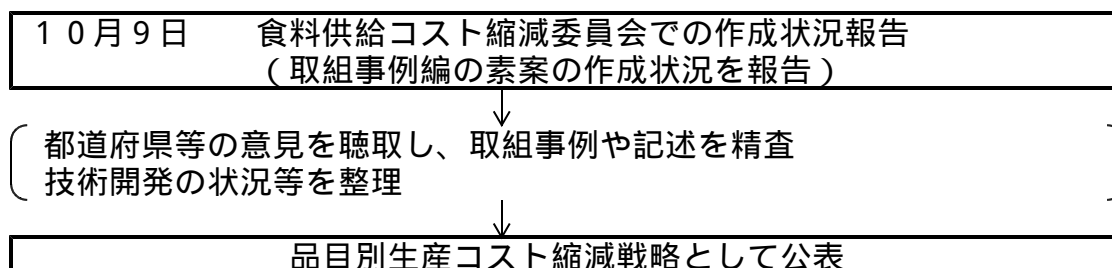 10月9日　　食料供給コスト縮減委員会での作成状況報告
（取組事例編の素案の作成状況を報告）
都道府県等の意見を聴取し、取組事例や記述を精査
技術開発の状況等を整理
品目別生産コスト縮減戦略として公表